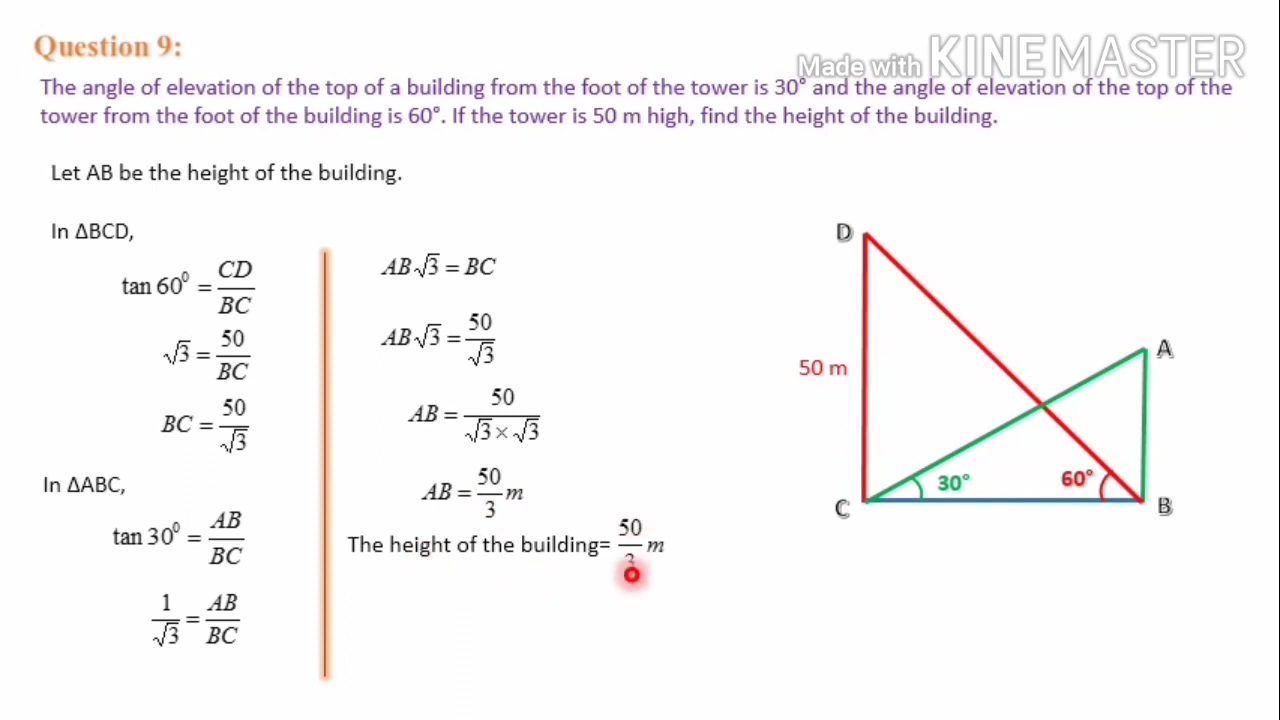 Question 9:
Made with KINEMASTER
The angle of elevation of the top of a building from the foot of the tower is 30° and the angle of elevation of the top of the
tower from the foot of the building is 60°. If the tower is 50 m high, find the height of the building.
Let AB be the height of the building.
In ΔBCD,
tan 60⁰ = CD/BC
√3 = 50/BC
BC = 50/√3
In ΔABC,
tan 30⁰ = AB/BC
1/√3 = AB/BC
AB√3 = BC
AB√3 = 50/√3
AB = 50/(√3 × √3)
AB = 50/3 m
The height of the building= 50/3 m
D
A
50 m
30°
60°
C
B